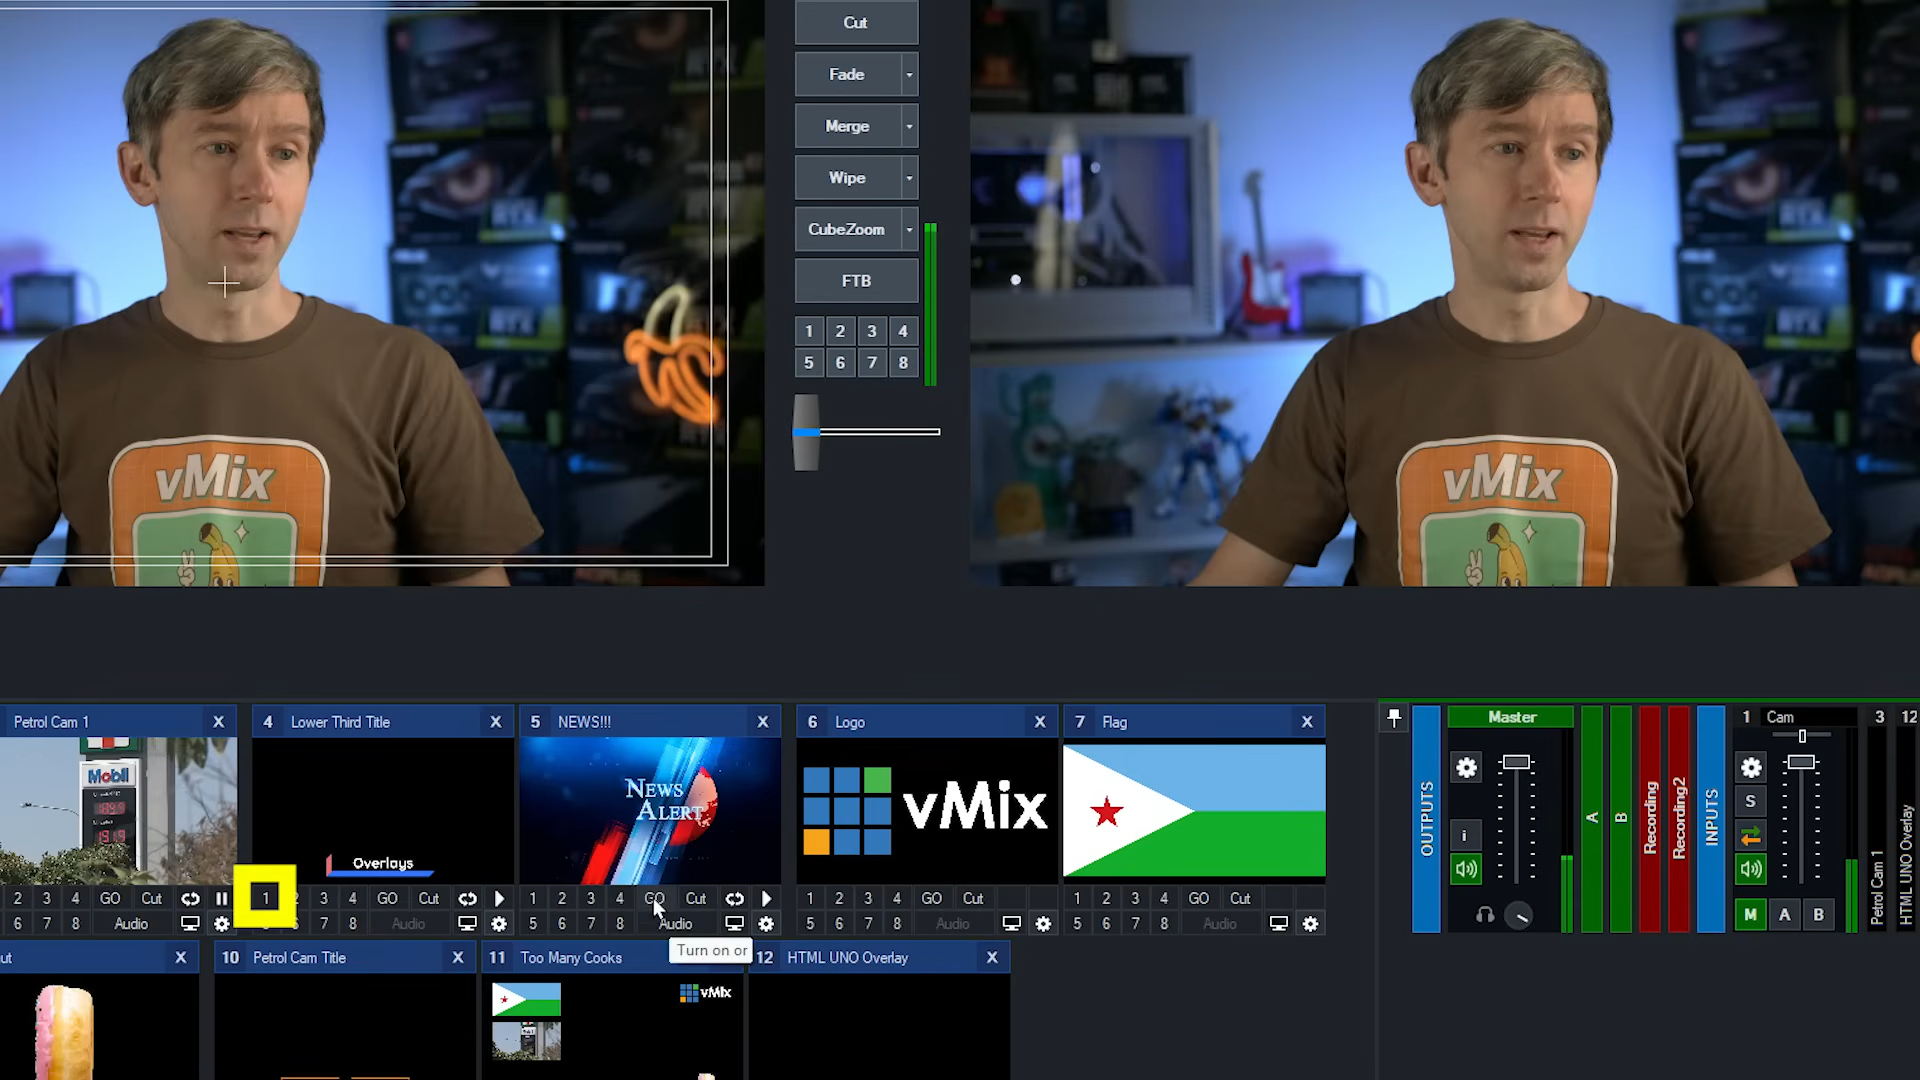 Cut
Fade
Merge
Wipe
CubeZoom
FTB
1 2 3 4
5 6 7 8
vMix
vMix
Petrol Cam 1 X
4 Lower Third Title X
5 NEWS!!! X
6 Logo X
7 Flag X
Mobil
191.9
Overlays
NEWS
ALERT
vMix
2 3 4 GO Cut
6 7 8 Audio
1 3 4 GO Cut
6 7 8 Audio
1 2 3 4 GO Cut
5 6 7 8 Audio
1 2 3 4 GO Cut
5 6 7 8 Audio
1 2 3 4 GO Cut
5 6 7 8 Audio
Turn on or
ut X
10 Petrol Cam Title X
11 Too Many Cooks
12 HTML UNO Overlay X
vMix
OUTPUTS
Master
i
A
B
Recording
Recording2
INPUTS
1 Cam
S
M A B
3
Petrol Cam 1
12
HTML UNO Overlay